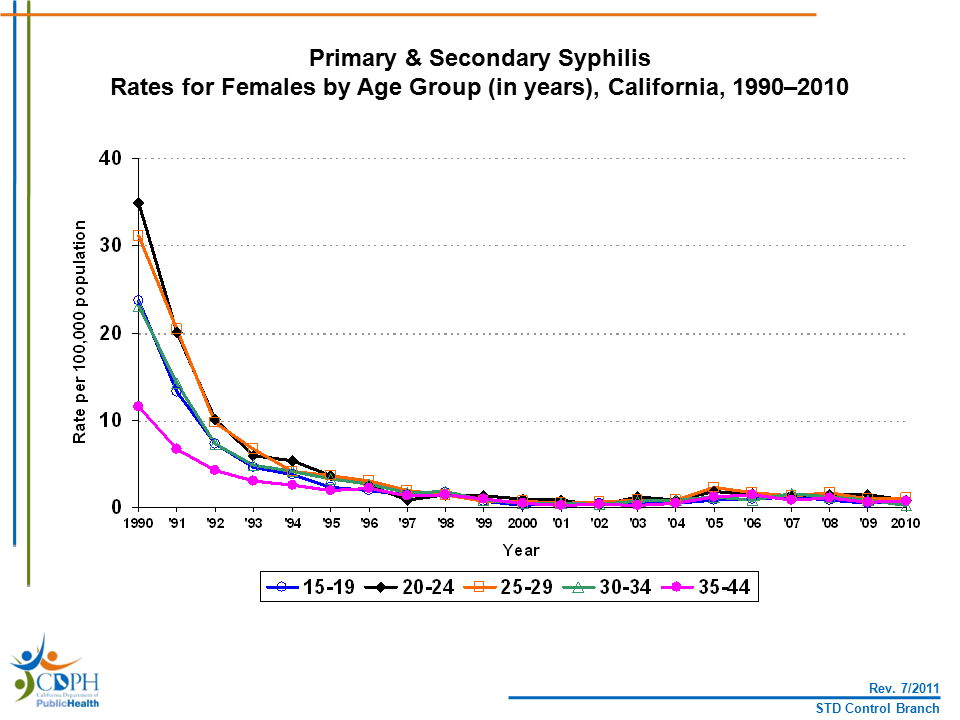 Primary & Secondary Syphilis
Rates for Females by Age Group (in years), California, 1990–2010
Rate per 100,000 population
40
30
20
10
0
1990 '91 '92 '93 '94 '95 '96 '97 '98 '99 2000 '01 '02 '03 '04 '05 '06 '07 '08 '09 2010
Year
15-19 20-24 25-29 30-34 35-44
CDPH
California Department of
PublicHealth
Rev. 7/2011
STD Control Branch